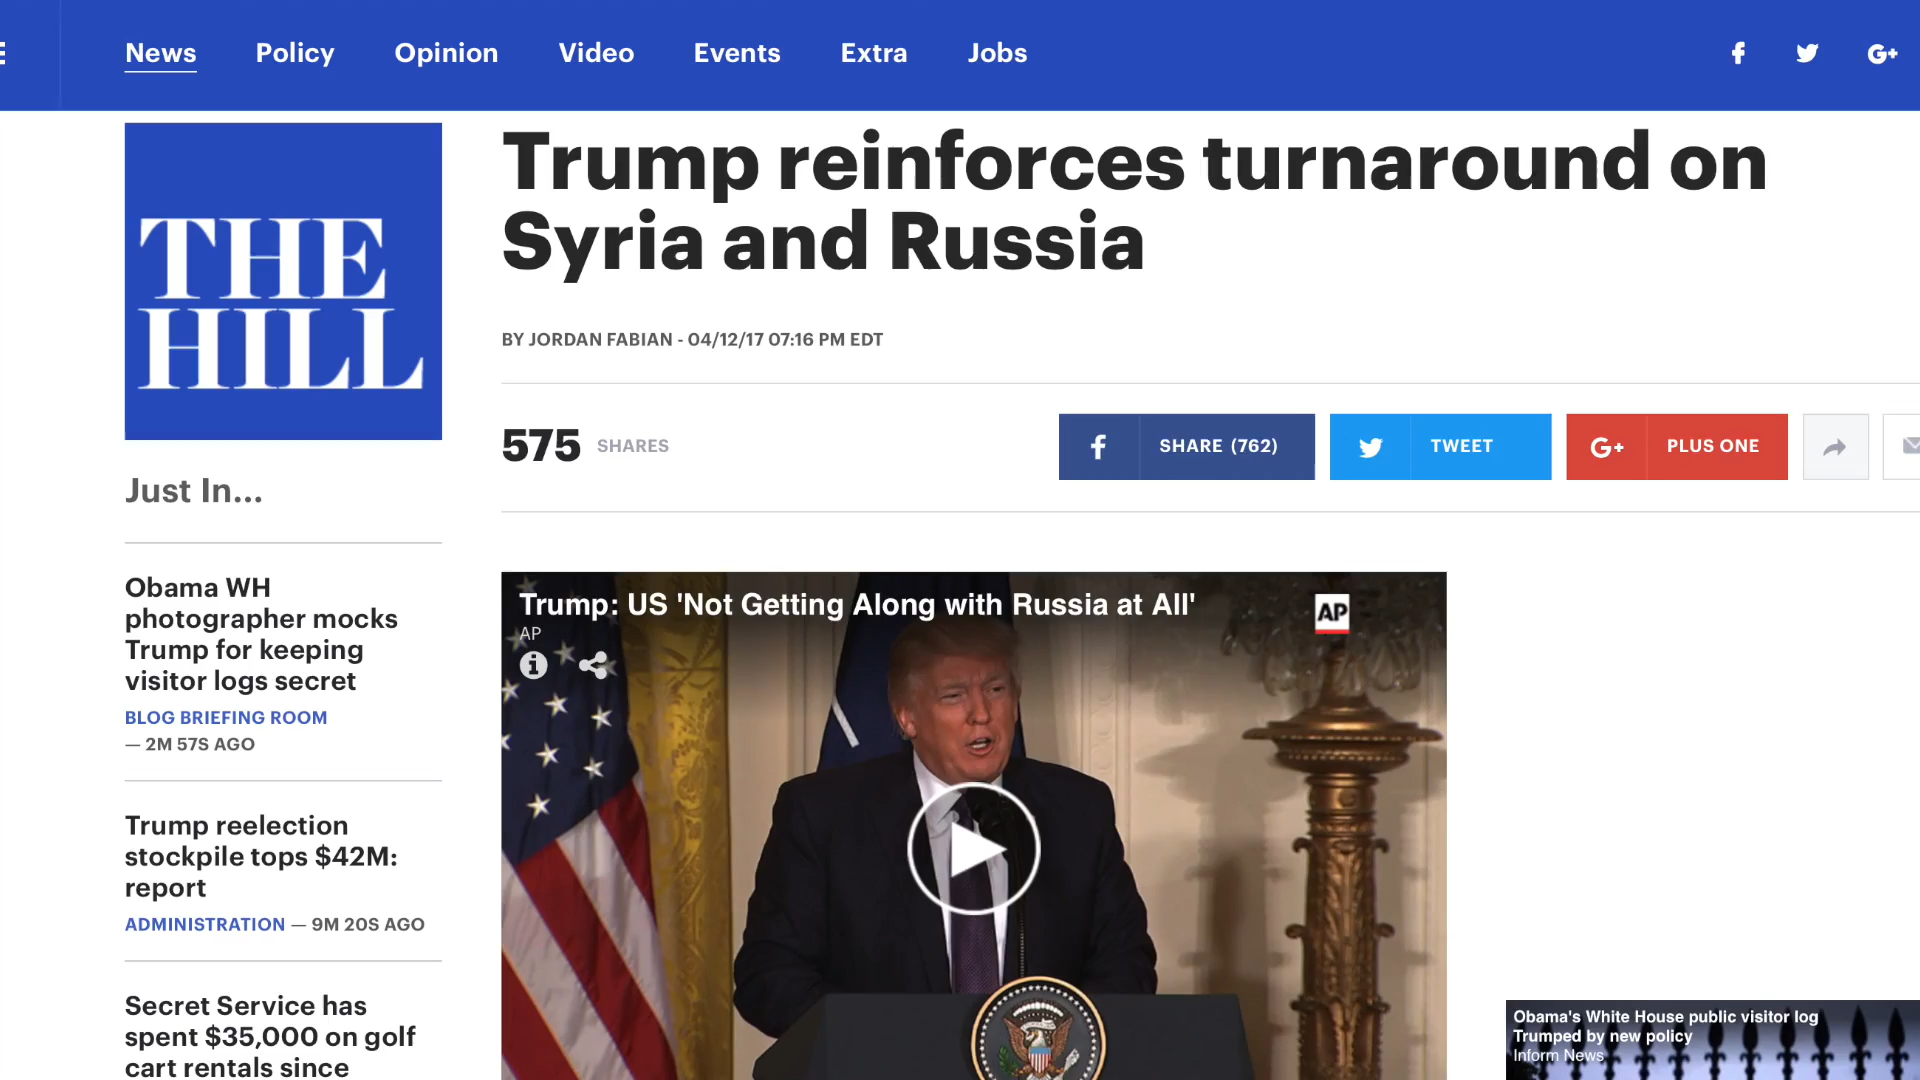 News Policy Opinion Video Events Extra Jobs
THE
HILL
Trump reinforces turnaround on
Syria and Russia
BY JORDAN FABIAN - 04/12/17 07:16 PM EDT
575 SHARES
SHARE (762)
TWEET
G+ PLUS ONE
Just In...
Obama WH
photographer mocks
Trump for keeping
visitor logs secret
BLOG BRIEFING ROOM
— 2M 57S AGO
Trump reelection
stockpile tops $42M:
report
ADMINISTRATION — 9M 20S AGO
Secret Service has
spent $35,000 on golf
cart rentals since
Trump: US 'Not Getting Along with Russia at All'
AP
AP
Obama's White House public visitor log
Trumped by new policy
Inform News